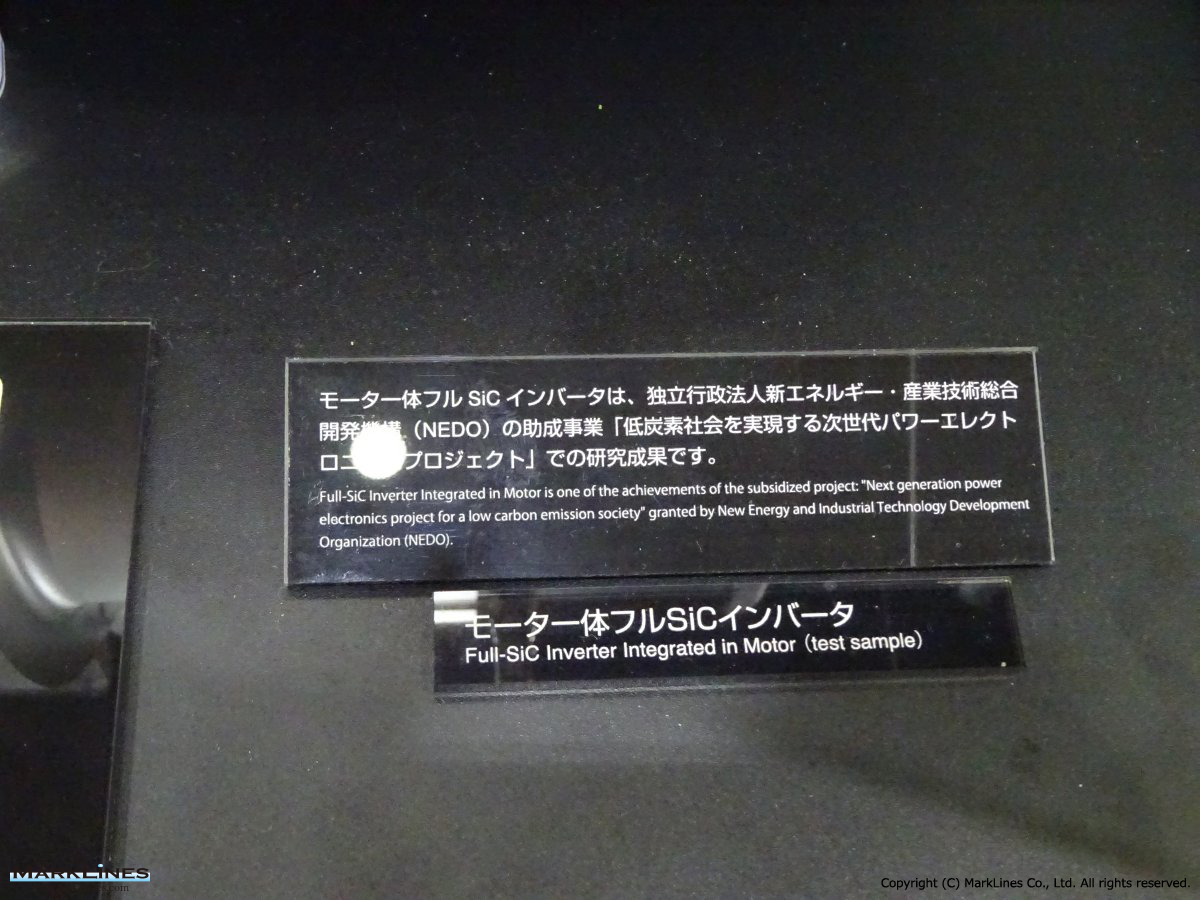 モーター一体フル SiC インバータは、独立行政法人新エネルギー・産業技術総合
開発機構（NEDO）の助成事業「低炭素社会を実現する次世代パワーエレクト
ロニ プロジェクト」での研究成果です。
Full-SiC Inverter Integrated in Motor is one of the achievements of the subsidized project: "Next generation power
electronics project for a low carbon emission society" granted by New Energy and Industrial Technology Development
Organization (NEDO).
モーター一体フルSiCインバータ
Full-SiC Inverter Integrated in Motor（test sample）
MARKLINES
Copyright (C) MarkLines Co., Ltd. All rights reserved.